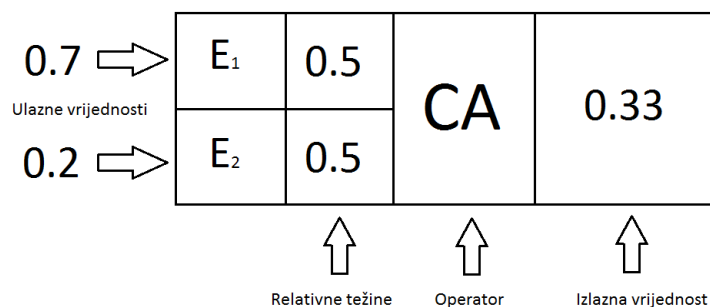 0.7
E₁
0.5
CA
0.33
Ulazne vrijednosti
0.2
E₂
0.5
Relativne težine
Operator
Izlazna vrijednost